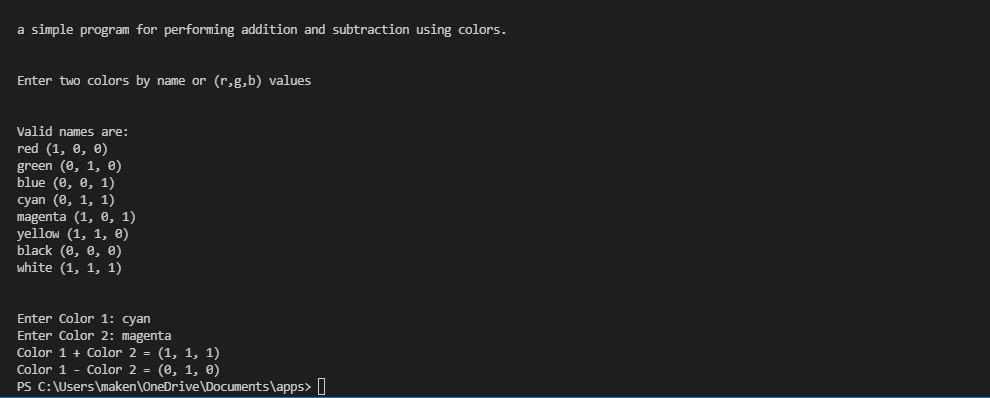 a simple program for performing addition and subtraction using colors.
Enter two colors by name or (r,g,b) values
Valid names are:
red (1, 0, 0)
green (0, 1, 0)
blue (0, 0, 1)
cyan (0, 1, 1)
magenta (1, 0, 1)
yellow (1, 1, 0)
black (0, 0, 0)
white (1, 1, 1)
Enter Color 1: cyan
Enter Color 2: magenta
Color 1 + Color 2 = (1, 1, 1)
Color 1 - Color 2 = (0, 1, 0)
PS C:\Users\maken\OneDrive\Documents\apps>